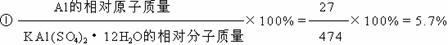 ① Al的相对原子质量 / KAl(SO₄)₂·12H₂O的相对分子质量 ×100%= 27/474 ×100%=5.7%